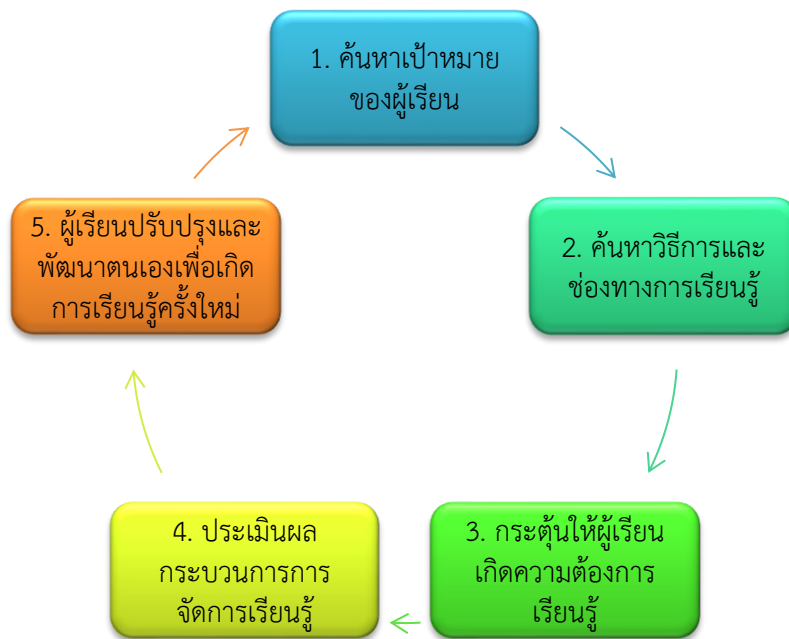 1. ค้นหาเป้าหมาย
ของผู้เรียน
2. ค้นหาวิธีการและ
ช่องทางการเรียนรู้
3. กระตุ้นให้ผู้เรียน
เกิดความต้องการ
เรียนรู้
4. ประเมินผล
กระบวนการการ
จัดการเรียนรู้
5. ผู้เรียนปรับปรุงและ
พัฒนาตนเองเพื่อเกิด
การเรียนรู้ครั้งใหม่